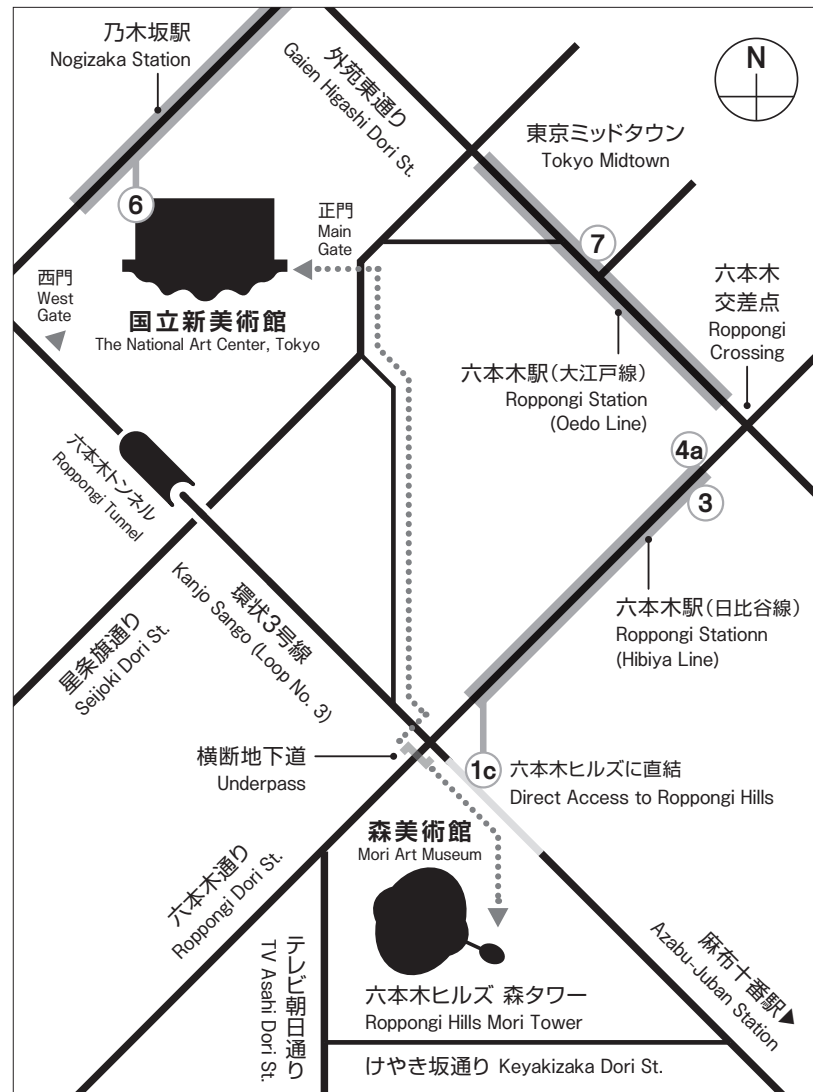 乃木坂駅
Nogizaka Station
外苑東通り
Gaien Higashi Dori St.
N
東京ミッドタウン
Tokyo Midtown
6
正門
Main
Gate
7
西門
West
Gate
国立新美術館
The National Art Center, Tokyo
六本木
交差点
Roppongi
Crossing
六本木駅(大江戸線)
Roppongi Station
(Oedo Line)
4a
3
六本木トンネル
Roppongi Tunnel
環状3号線
Kanjo Sango (Loop No. 3)
星条旗通り
Seijoki Dori St.
六本木駅(日比谷線)
Roppongi Stationn
(Hibiya Line)
横断地下道
Underpass
1c
六本木ヒルズに直結
Direct Access to Roppongi Hills
森美術館
Mori Art Museum
六本木通り
Roppongi Dori St.
テレビ朝日通り
TV Asahi Dori St.
六本木ヒルズ 森タワー
Roppongi Hills Mori Tower
麻布十番駅
Azabu-Juban Station
けやき坂通り Keyakizaka Dori St.